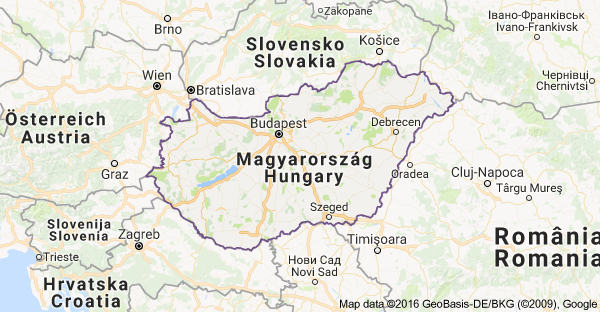 Zakopane
Івано-Франківськ
Ivano-Frankivsk
Brno
Slovensko
Slovakia
Košice
Wien
Bratislava
Чернівці
Chernivtsi
Österreich
Austria
Budapest
Debrecen
Magyarország
Hungary
Graz
Oradea
Cluj-Napoca
Târgu Mureș
Szeged
Slovenija
Slovenia
Zagreb
Timișoara
România
Romania
Trieste
Нови Сад
Novi Sad
Hrvatska
Croatia
Map data ©2016 GeoBasis-DE/BKG (©2009), Google